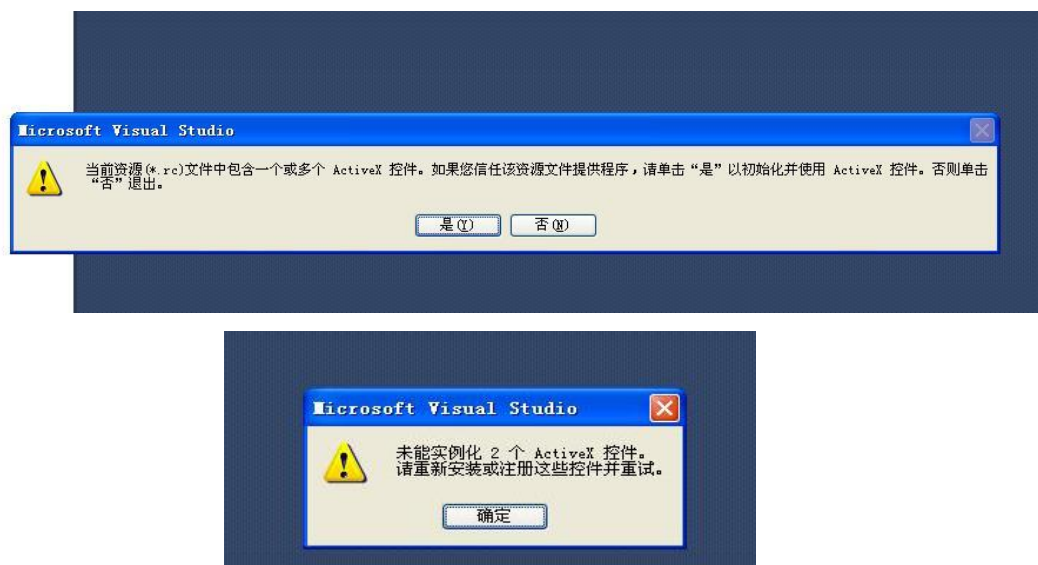 Microsoft Visual Studio
当前资源(*.rc)文件中包含一个或多个 ActiveX 控件。如果您信任该资源文件提供程序,请单击“是”以初始化并使用 ActiveX 控件。否则单击
“否”退出。
是(Y) 否(N)
Microsoft Visual Studio
未能实例化 2 个 ActiveX 控件。
请重新安装或注册这些控件并重试。
确定